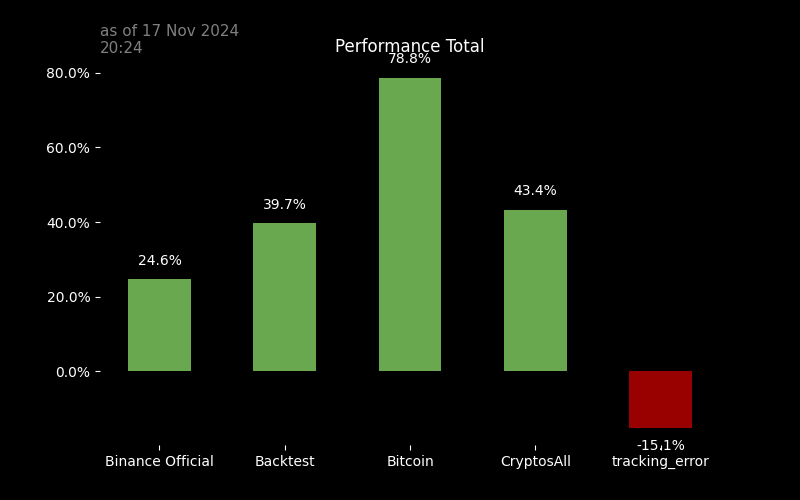 as of 17 Nov 2024
20:24
Performance Total
80.0%
60.0%
40.0%
20.0%
0.0%
24.6%
39.7%
78.8%
43.4%
-15.1%
Binance Official
Backtest
Bitcoin
CryptosAll
tracking_error